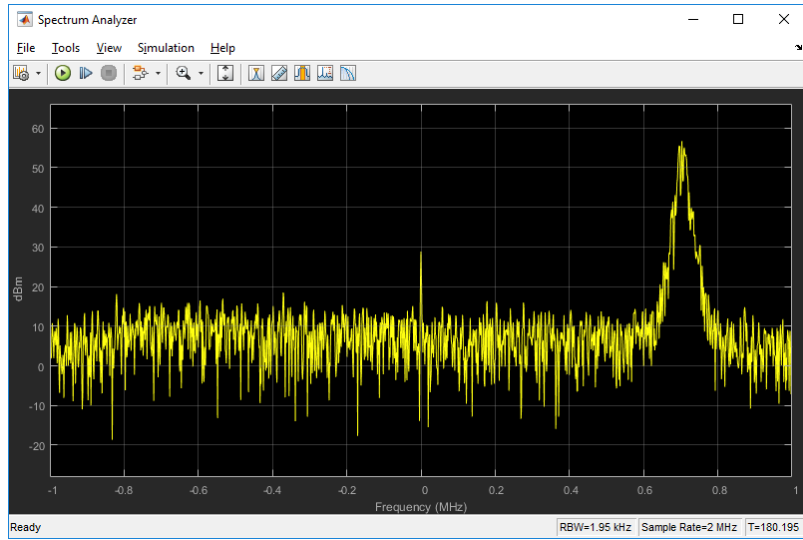 Spectrum Analyzer
File Tools View Simulation Help
60
50
40
30
20
10
0
-10
-20
dBm
-1 -0.8 -0.6 -0.4 -0.2 0 0.2 0.4 0.6 0.8 1
Frequency (MHz)
Ready RBW=1.95 kHz Sample Rate=2 MHz T=180.195